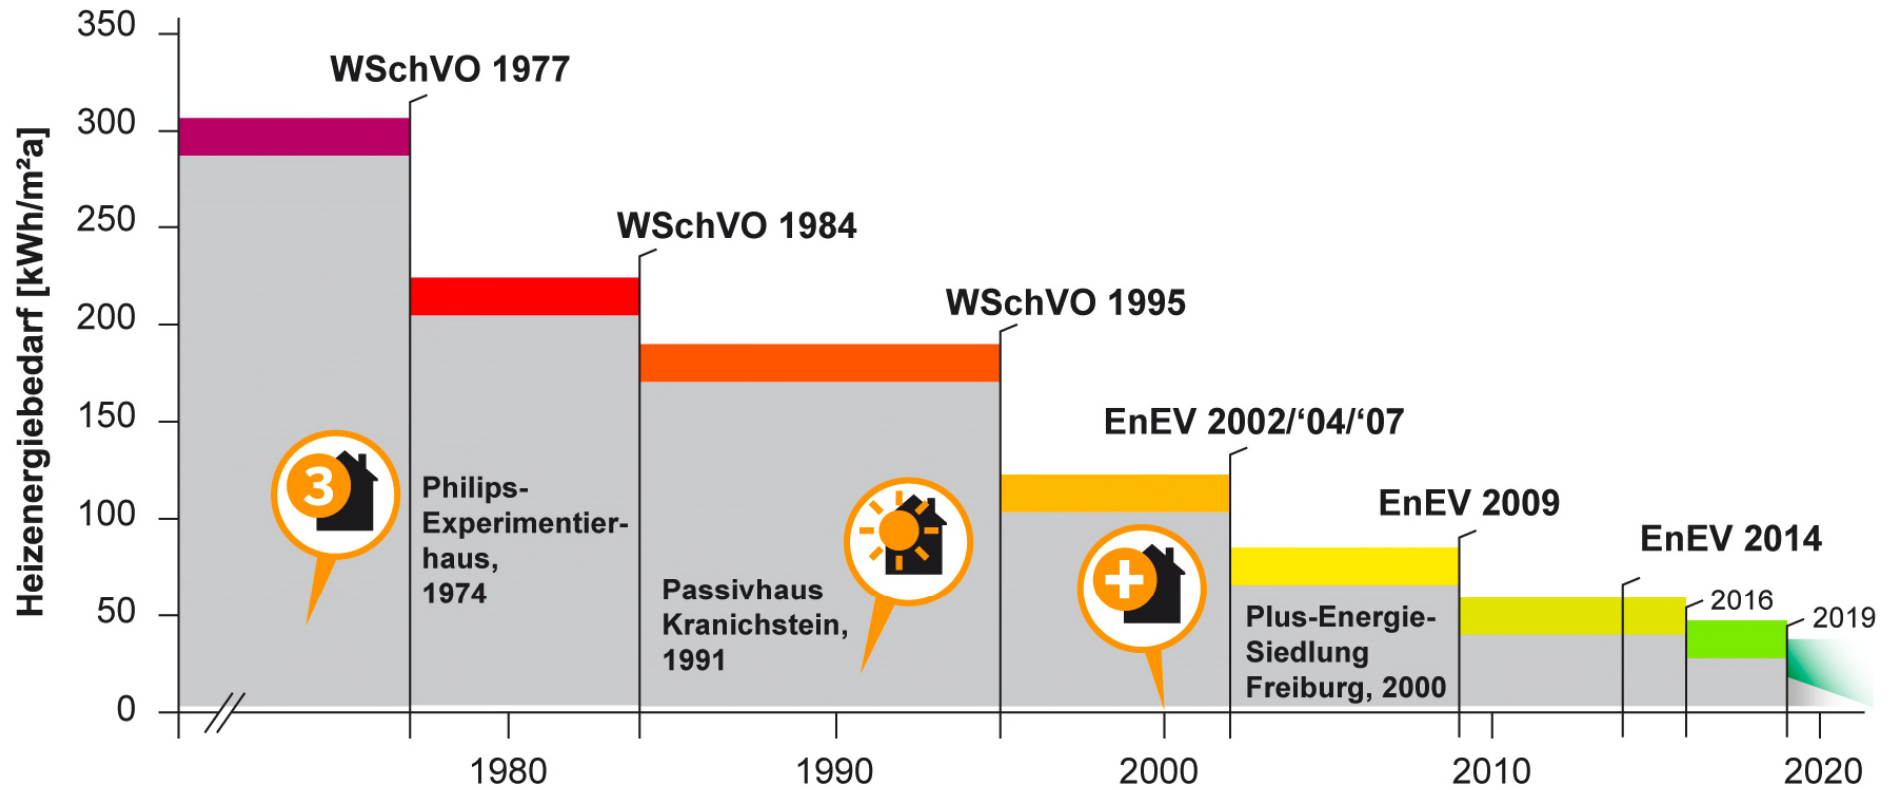 Heizenergiebedarf [kWh/m²a]
350
300
250
200
150
100
50
0
WSchVO 1977
WSchVO 1984
WSchVO 1995
EnEV 2002/‘04/‘07
EnEV 2009
EnEV 2014
2016
2019
3
Philips-
Experimentier-
haus,
1974
Passivhaus
Kranichstein,
1991
+
Plus-Energie-
Siedlung
Freiburg, 2000
1980
1990
2000
2010
2020